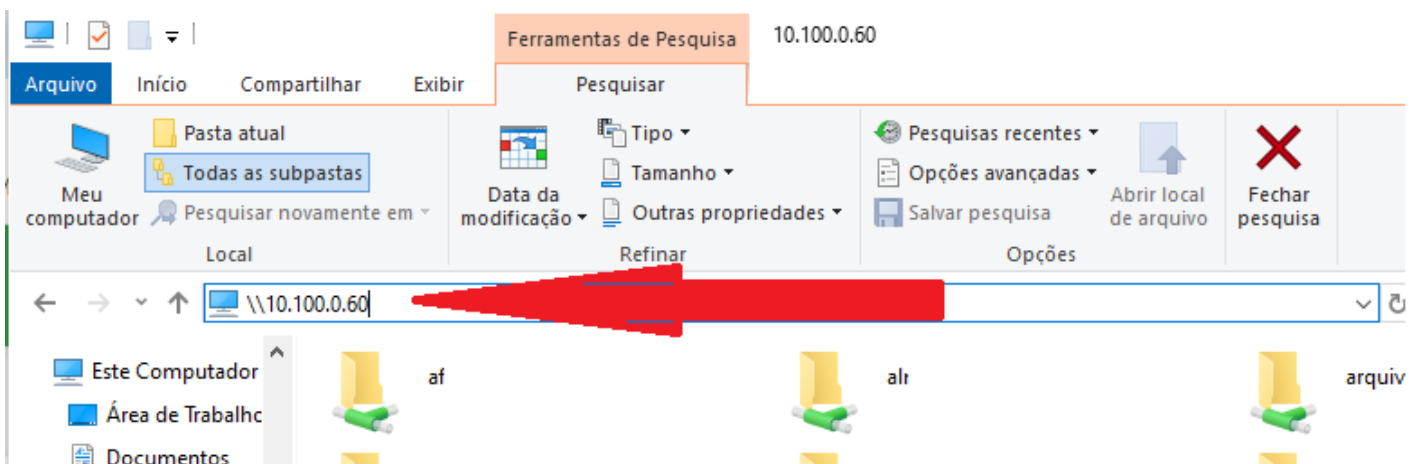 Ferramentas de Pesquisa 10.100.0.60
Arquivo Início Compartilhar Exibir Pesquisar
Meu computador
Pasta atual
Todas as subpastas
Pesquisar novamente em
Local
Data da modificação
Tipo
Tamanho
Outras propriedades
Refinar
Pesquisas recentes
Opções avançadas
Salvar pesquisa
Abrir local de arquivo
Fechar pesquisa
Opções
\\10.100.0.60
Este Computador
Área de Trabalho
Documentos
af
arquiv